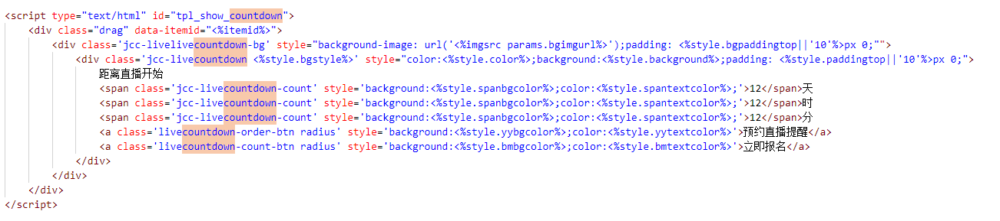 <script type="text/html" id="tpl_show_countdown">
<div class="drag" data-itemid="<%itemid%>">
<div class='jcc-livelivecountdown-bg' style="background-image: url('<%imgsrc params.bgimgurl%>');padding: <%style.bgpaddingtop||'10'%>px 0;"">
<div class='jcc-livecountdown <%style.bgstyle%>' style="color:<%style.color%>;background:<%style.background%>;padding: <%style.paddingtop||'10'%>px 0;">
距离直播开始
<span class='jcc-livecountdown-count' style='background:<%style.spanbgcolor%>;color:<%style.spantextcolor%>;'>12</span>天
<span class='jcc-livecountdown-count' style='background:<%style.spanbgcolor%>;color:<%style.spantextcolor%>;'>12</span>时
<span class='jcc-livecountdown-count' style='background:<%style.spanbgcolor%>;color:<%style.spantextcolor%>;'>12</span>分
<a class='livecountdown-order-btn radius' style='background:<%style.yybgcolor%>;color:<%style.yytextcolor%>'>预约直播提醒</a>
<a class='livecountdown-count-btn radius' style='background:<%style.bmbgcolor%>;color:<%style.bmtextcolor%>'>立即报名</a>
</div>
</div>
</div>
</script>